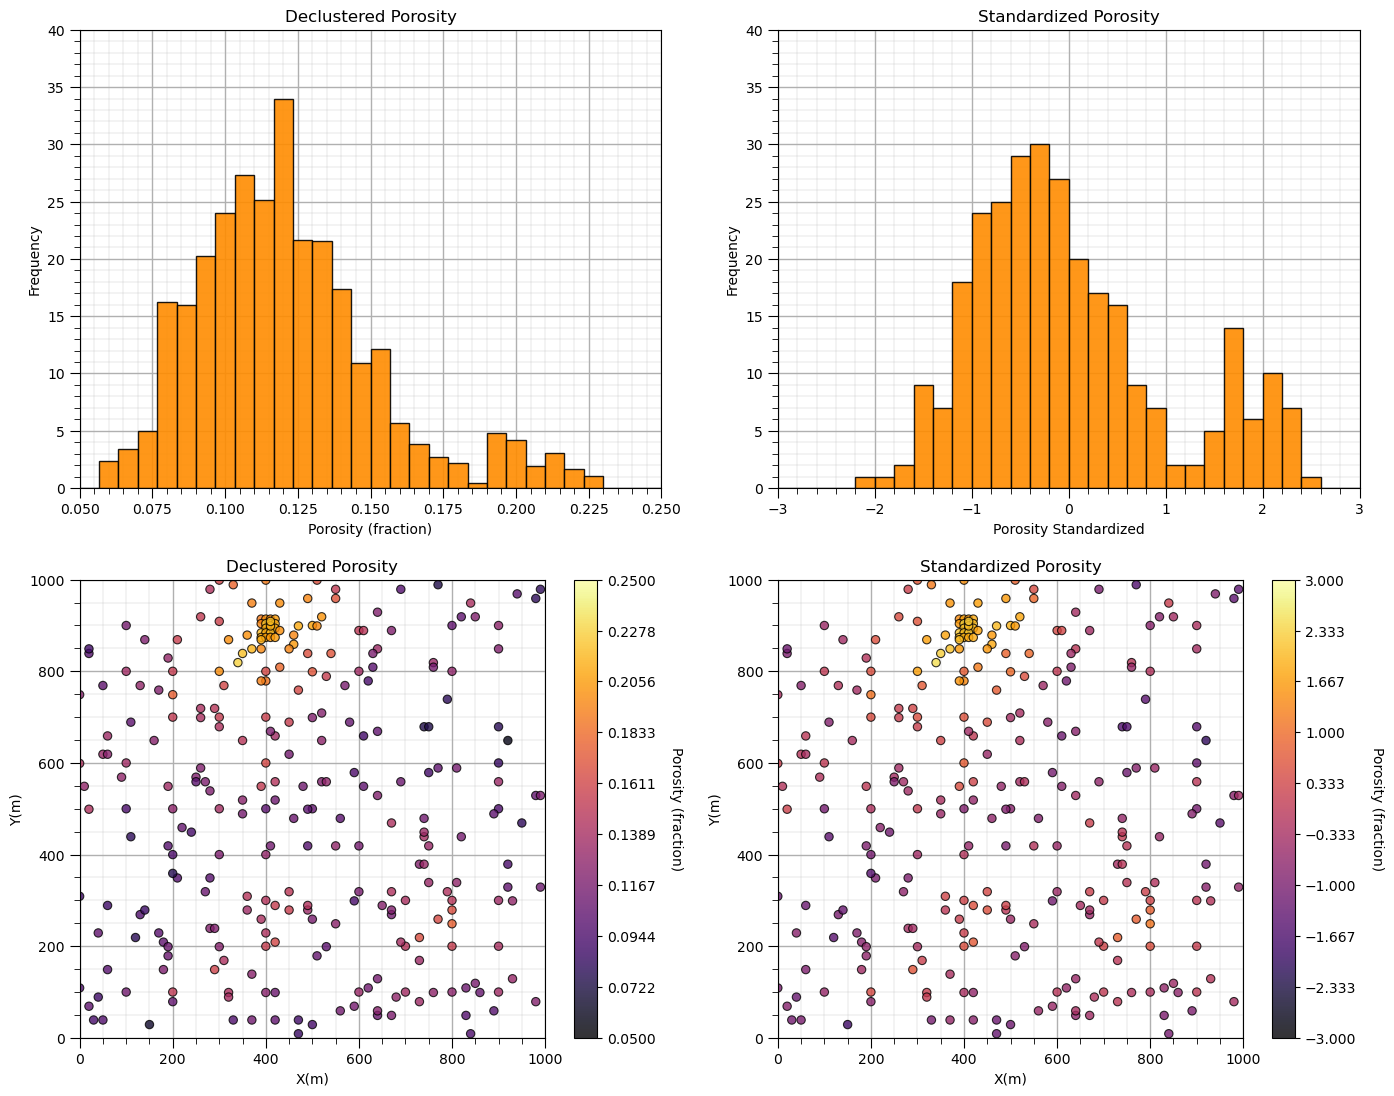 Declustered Porosity
40
35
30
25
20
15
10
5
0
Frequency
0.050 0.075 0.100 0.125 0.150 0.175 0.200 0.225 0.250
Porosity (fraction)
Standardized Porosity
40
35
30
25
20
15
10
5
0
Frequency
−3 −2 −1 0 1 2 3
Porosity Standardized
Declustered Porosity
1000
800
600
400
200
0
Y(m)
0 200 400 600 800 1000
X(m)
0.2500
0.2278
0.2056
0.1833
0.1611
0.1389
0.1167
0.0944
0.0722
0.0500
Porosity (fraction)
Standardized Porosity
1000
800
600
400
200
0
Y(m)
0 200 400 600 800 1000
X(m)
3.000
2.333
1.667
1.000
0.333
−0.333
−1.000
−1.667
−2.333
−3.000
Porosity (fraction)